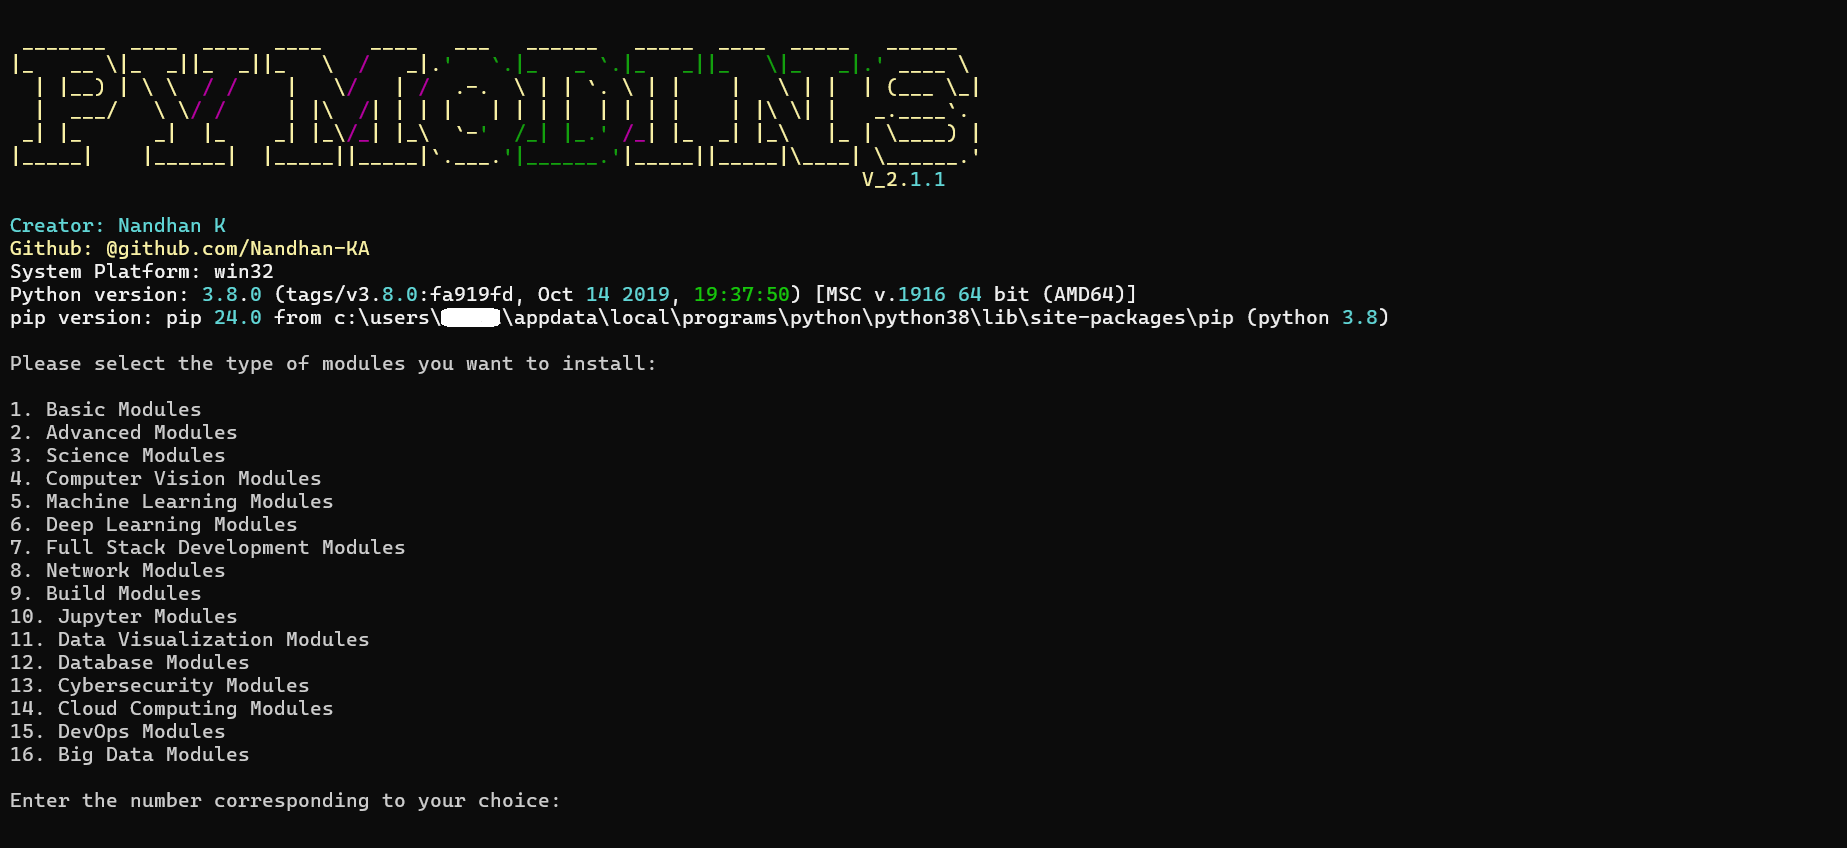 PYMoDINS
V_2.1.1
Creator: Nandhan K
Github: @github.com/Nandhan-KA
System Platform: win32
Python version: 3.8.0 (tags/v3.8.0:fa919fd, Oct 14 2019, 19:37:50) [MSC v.1916 64 bit (AMD64)]
pip version: pip 24.0 from c:\users\ \appdata\local\programs\python\python38\lib\site-packages\pip (python 3.8)
Please select the type of modules you want to install:
1. Basic Modules
2. Advanced Modules
3. Science Modules
4. Computer Vision Modules
5. Machine Learning Modules
6. Deep Learning Modules
7. Full Stack Development Modules
8. Network Modules
9. Build Modules
10. Jupyter Modules
11. Data Visualization Modules
12. Database Modules
13. Cybersecurity Modules
14. Cloud Computing Modules
15. DevOps Modules
16. Big Data Modules
Enter the number corresponding to your choice: